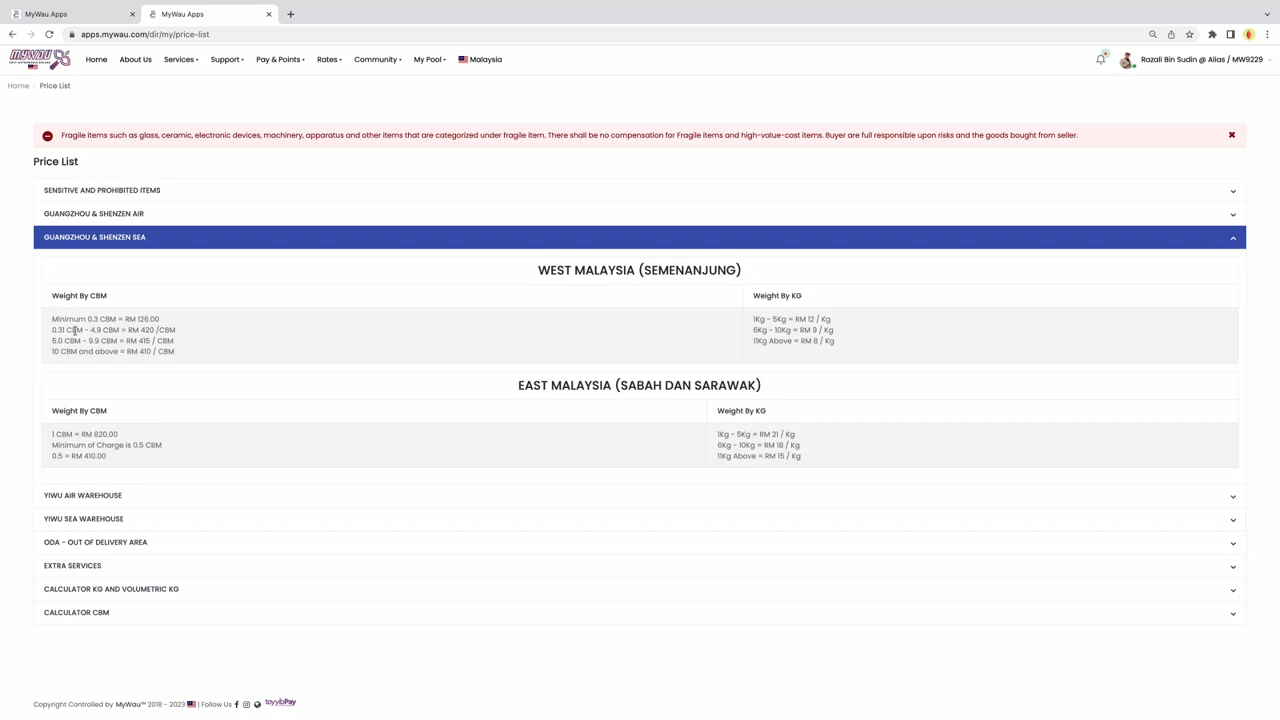 MyWau Apps
MyWau Apps
apps.mywau.com/dir/my/price-list
MYWAU
Home
About Us
Services
Support
Pay & Points
Rates
Community
My Pool
Malaysia
Razali Bin Sudin @ Alias / MW9229
Home
Price List
Fragile items such as glass, ceramic, electronic devices, machinery, apparatus and other items that are categorized under fragile item. There shall be no compensation for Fragile items and high-value-cost items. Buyer are full responsible upon risks and the goods bought from seller.
Price List
SENSITIVE AND PROHIBITED ITEMS
GUANGZHOU & SHENZEN AIR
GUANGZHOU & SHENZEN SEA
WEST MALAYSIA (SEMENANJUNG)
Weight By CBM
Weight By KG
Minimum 0.3 CBM = RM 126.00
0.31 CBM - 4.9 CBM = RM 420 /CBM
5.0 CBM - 9.9 CBM = RM 415 / CBM
10 CBM and above = RM 410 / CBM
1Kg - 5Kg = RM 12 / Kg
6Kg - 10Kg = RM 9 / Kg
11Kg Above = RM 8 / Kg
EAST MALAYSIA (SABAH DAN SARAWAK)
Weight By CBM
Weight By KG
1 CBM = RM 820.00
Minimum of Charge is 0.5 CBM
0.5 = RM 410.00
1Kg - 5Kg = RM 21 / Kg
6Kg - 10Kg = RM 18 / Kg
11Kg Above = RM 15 / Kg
YIWU AIR WAREHOUSE
YIWU SEA WAREHOUSE
ODA - OUT OF DELIVERY AREA
EXTRA SERVICES
CALCULATOR KG AND VOLUMETRIC KG
CALCULATOR CBM
Copyright Controlled by MyWau™ 2018 - 2023 | Follow Us
toyyibPay